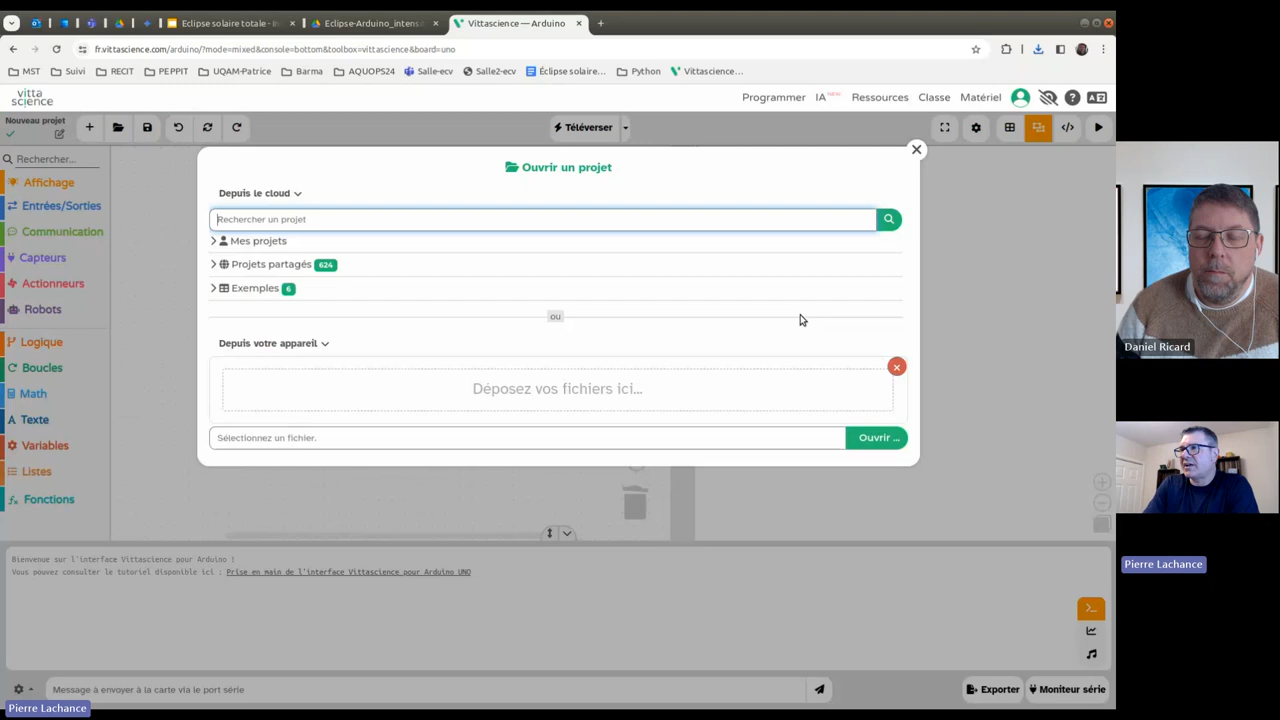 Eclipse solaire totale - In
Eclipse-Arduino_intensi
Vittascience — Arduino
fr.vittascience.com/arduino/?mode=mixed&console=bottom&toolbox=vittascience&board=uno
MST
Suivi
RECIT
PEPPIT
UQAM-Patrice
Barma
AQUOPS24
Salle-ecv
Salle2-ecv
Éclipse solaire...
Python
Vittascience...
vitta
science
Programmer
IA NEW
Ressources
Classe
Matériel
Nouveau projet
Téléverser
Rechercher...
Affichage
Entrées/Sorties
Communication
Capteurs
Actionneurs
Robots
Logique
Boucles
Math
Texte
Variables
Listes
Fonctions
Ouvrir un projet
Depuis le cloud
Rechercher un projet
Mes projets
Projets partagés 624
Exemples 6
ou
Depuis votre appareil
Déposez vos fichiers ici...
Sélectionnez un fichier.
Ouvrir ...
Bienvenue sur l'interface Vittascience pour Arduino !
Vous pouvez consulter le tutoriel disponible ici : Prise en main de l'interface Vittascience pour Arduino UNO
Message à envoyer à la carte via le port série
Exporter
Moniteur série
Pierre Lachance
Daniel Ricard
Pierre Lachance